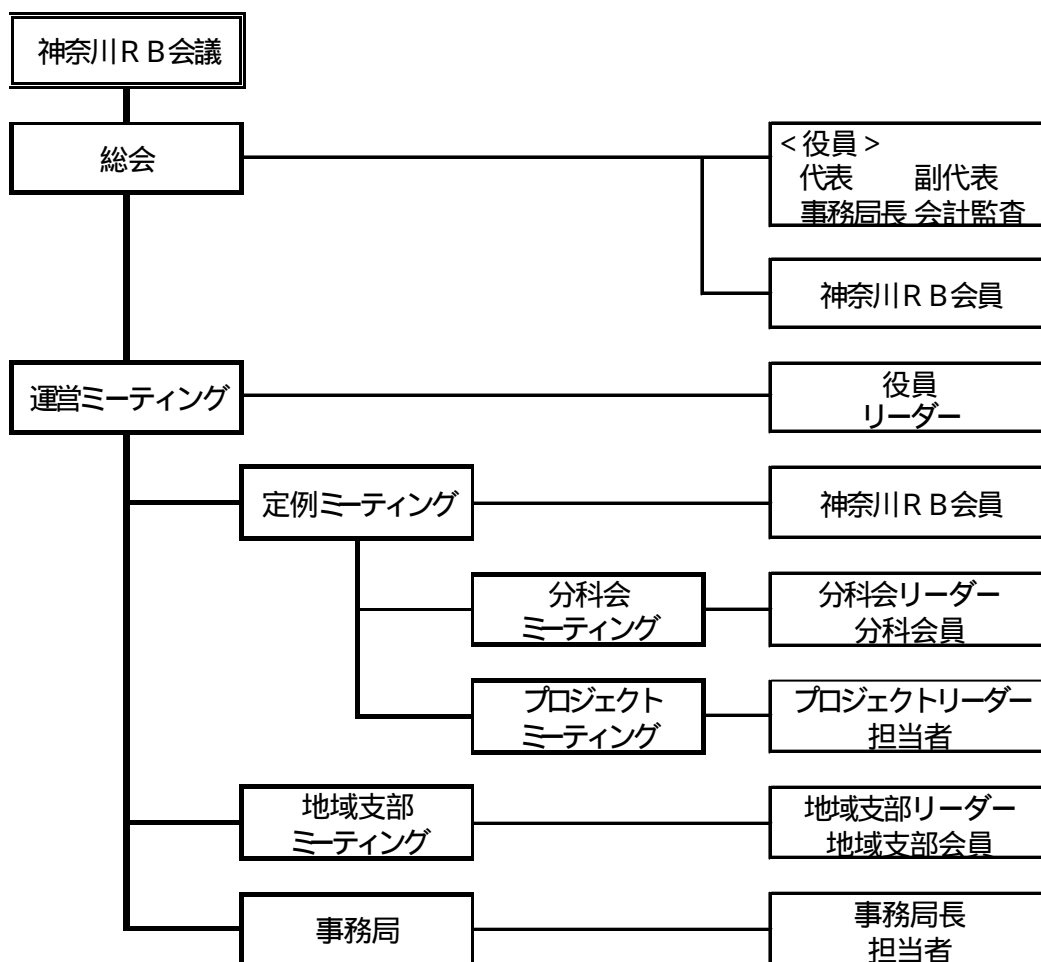 神奈川ＲＢ会議
総会
<役員>
代表 副代表
事務局長 会計監査
神奈川ＲＢ会員
運営ミーティング
役員
リーダー
定例ミーティング
神奈川ＲＢ会員
分科会
ミーティング
分科会リーダー
分科会員
プロジェクト
ミーティング
プロジェクトリーダー
担当者
地域支部
ミーティング
地域支部リーダー
地域支部会員
事務局
事務局長
担当者